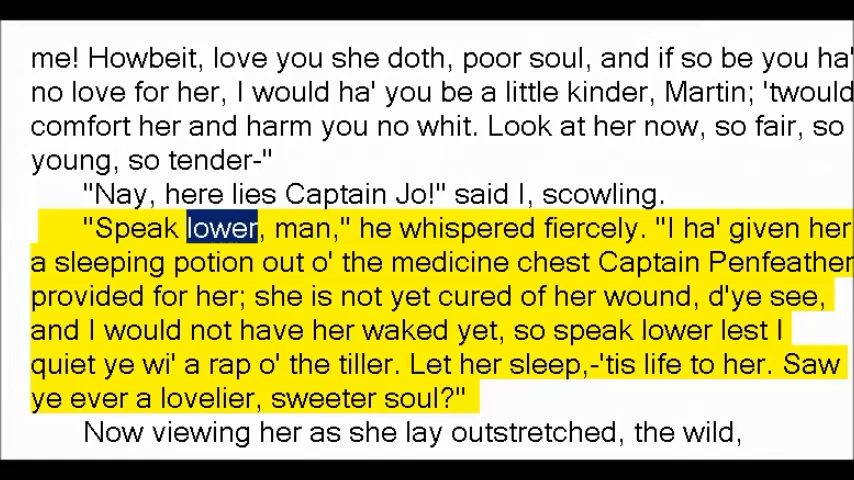 me! Howbeit, love you she doth, poor soul, and if so be you ha'
no love for her, I would ha' you be a little kinder, Martin; 'twould
comfort her and harm you no whit. Look at her now, so fair, so
young, so tender-"
"Nay, here lies Captain Jo!" said I, scowling.
"Speak lower, man," he whispered fiercely. "I ha' given her
a sleeping potion out o' the medicine chest Captain Penfeather
provided for her; she is not yet cured of her wound, d'ye see,
and I would not have her waked yet, so speak lower lest I
quiet ye wi' a rap o' the tiller. Let her sleep,-'tis life to her. Saw
ye ever a lovelier, sweeter soul?"
Now viewing her as she lay outstretched, the wild,